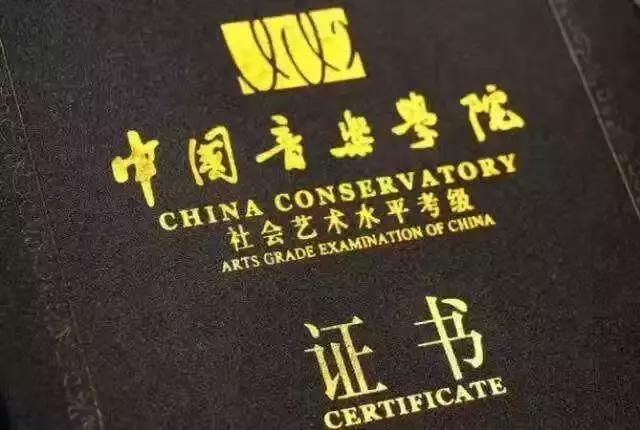 中国音乐学院
CHINA CONSERVATORY
社会艺术水平考级
ARTS GRADE EXAMINATION OF CHINA
证书
CERTIFICATE